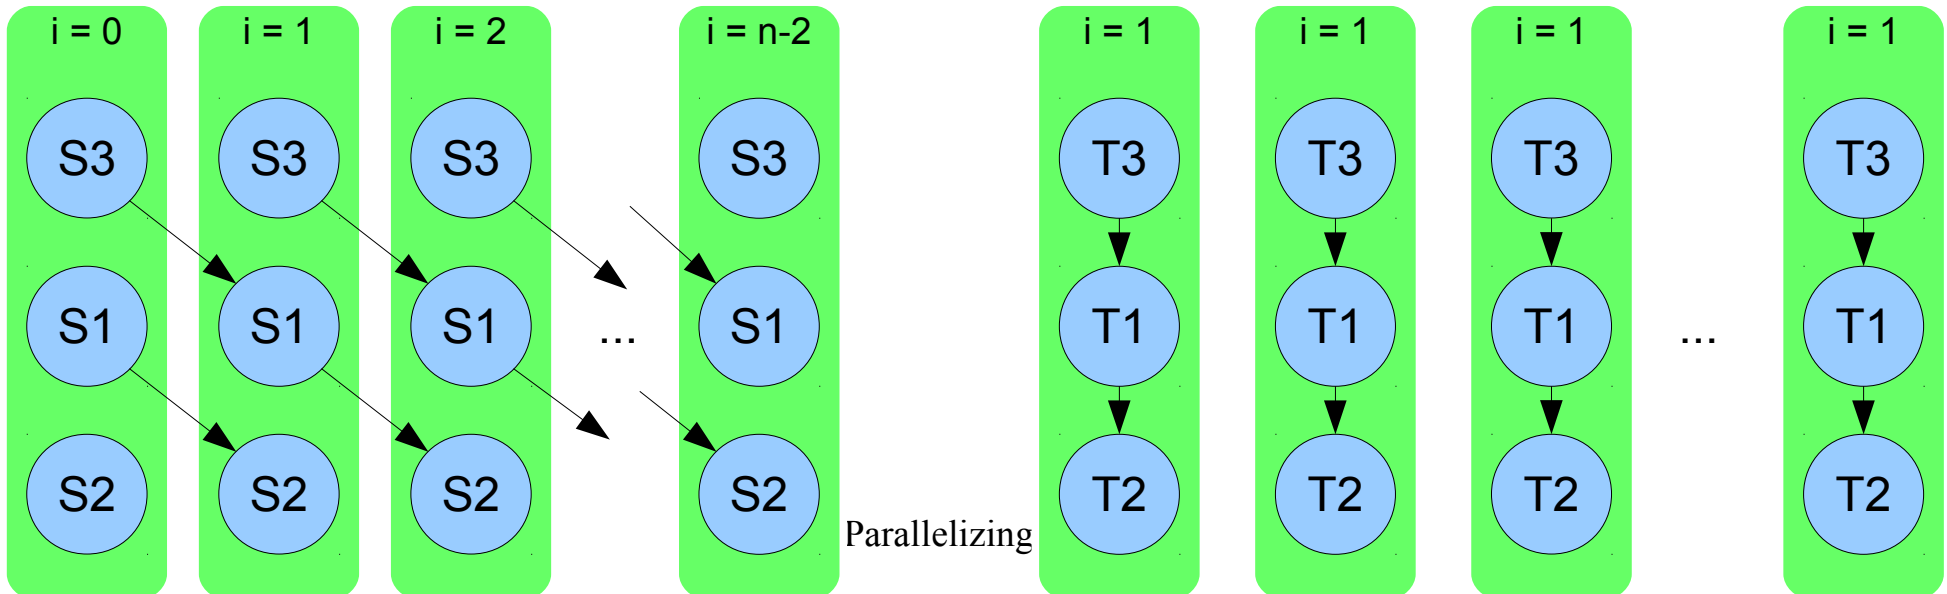 i = 0 i = 1 i = 2 i = n-2 i = 1 i = 1 i = 1 i = 1
S3 S3 S3 S3 T3 T3 T3 T3
S1 S1 S1 ... S1 T1 T1 T1 ... T1
S2 S2 S2 S2 T2 T2 T2 T2
Parallelizing